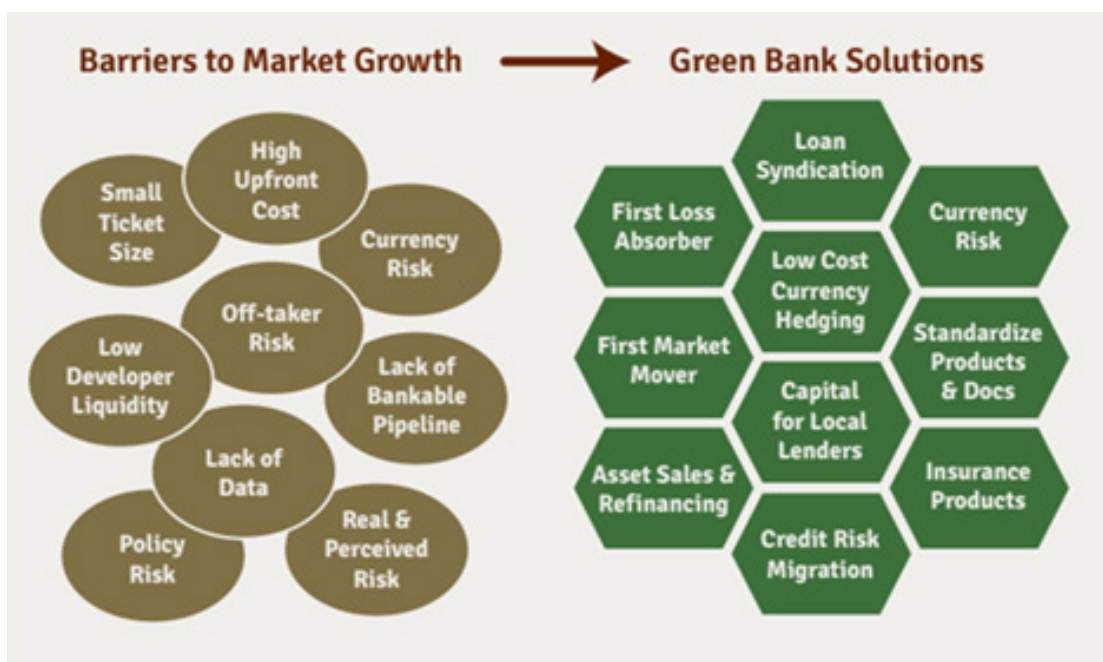 Barriers to Market Growth
Green Bank Solutions
High
Upfront
Cost
Small
Ticket
Size
Currency
Risk
Off-taker
Risk
Low
Developer
Liquidity
Lack of
Bankable
Pipeline
Lack of
Data
Policy
Risk
Real &
Perceived
Risk
Loan
Syndication
First Loss
Absorber
Currency
Risk
Low Cost
Currency
Hedging
First Market
Mover
Standardize
Products
& Docs
Capital
for Local
Lenders
Asset Sales &
Refinancing
Insurance
Products
Credit Risk
Migration